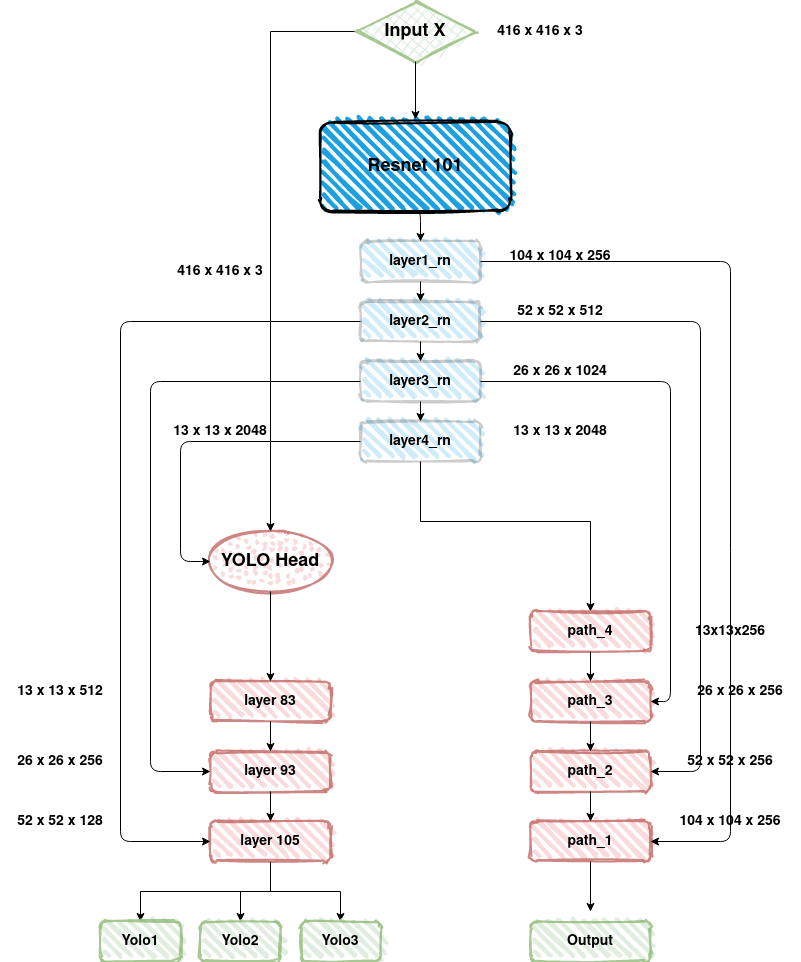 Input X
416 x 416 x 3
Resnet 101
layer1_rn
104 x 104 x 256
416 x 416 x 3
layer2_rn
52 x 52 x 512
layer3_rn
26 x 26 x 1024
13 x 13 x 2048
layer4_rn
13 x 13 x 2048
YOLO Head
path_4
13x13x256
13 x 13 x 512
layer 83
path_3
26 x 26 x 256
26 x 26 x 256
layer 93
path_2
52 x 52 x 256
52 x 52 x 128
layer 105
path_1
104 x 104 x 256
Yolo1
Yolo2
Yolo3
Output